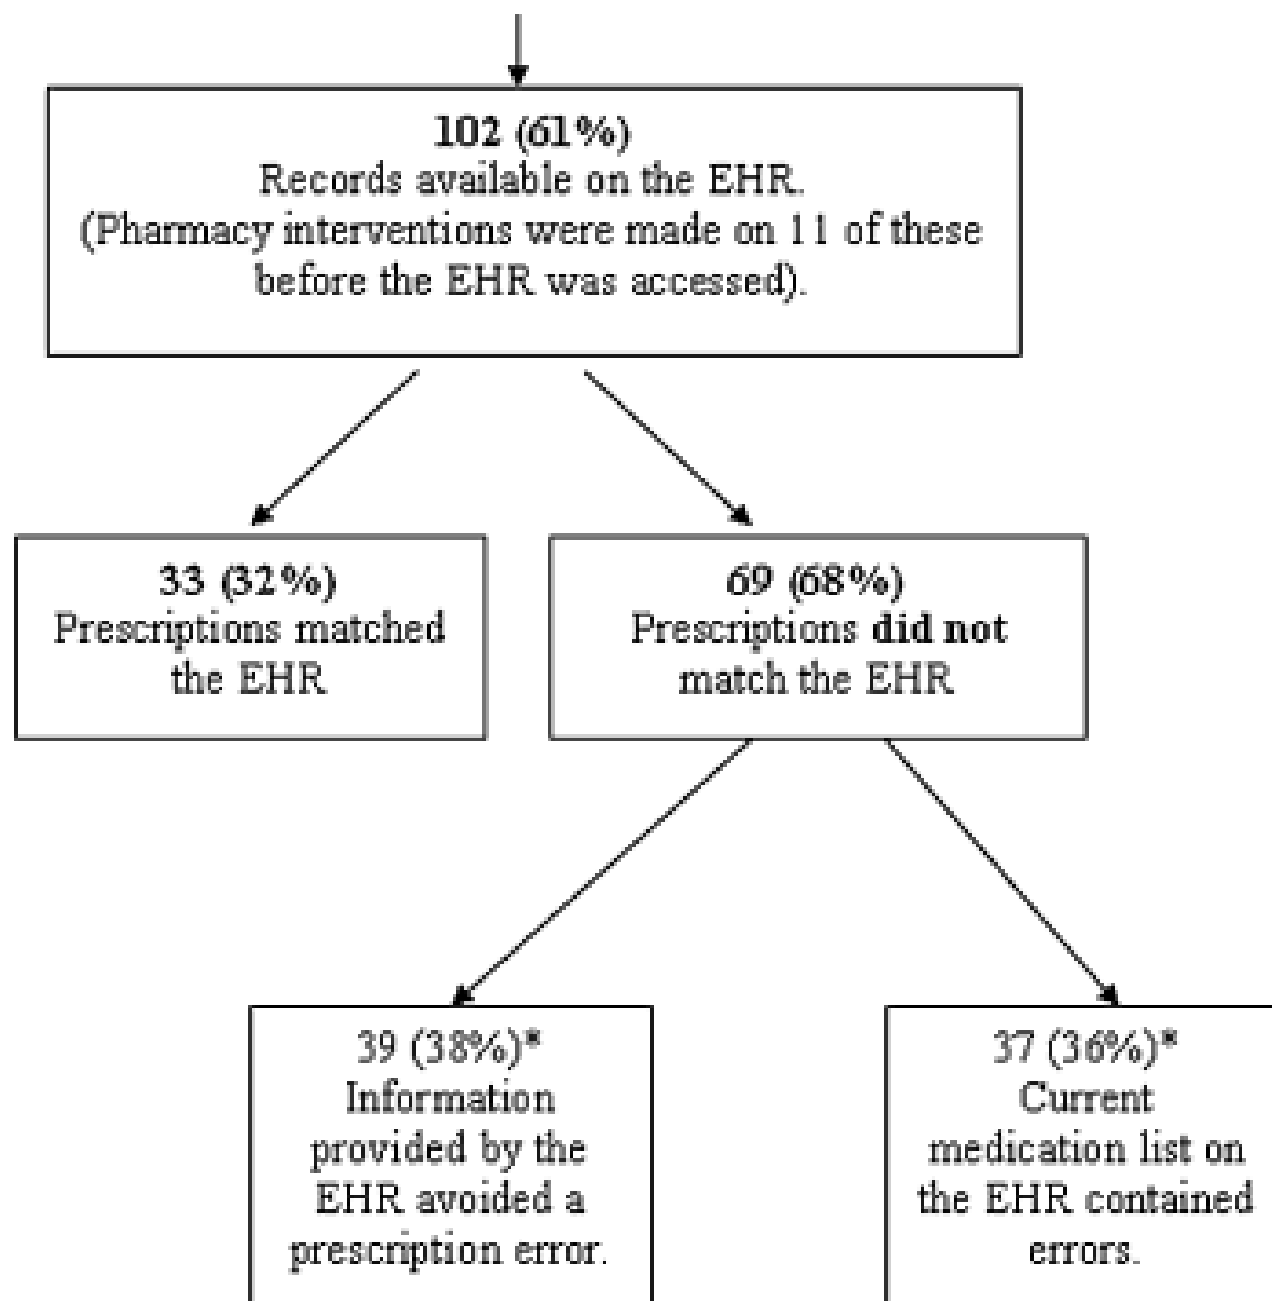 102 (61%)
Records available on the EHR.
(Pharmacy interventions were made on 11 of these
before the EHR was accessed).
33 (32%)
Prescriptions matched
the EHR
69 (68%)
Prescriptions did not
match the EHR
39 (38%)*
Information
provided by the
EHR avoided a
prescription error.
37 (36%)*
Current
medication list on
the EHR contained
errors.